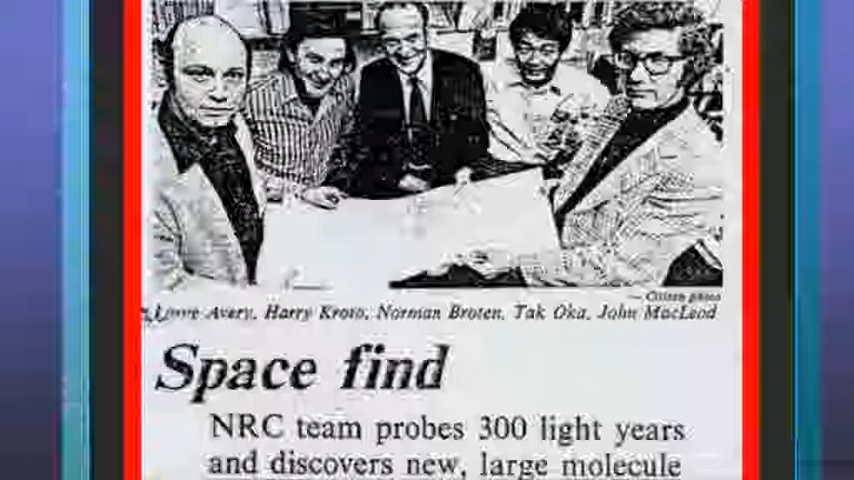 — Citizen photo
Avery, Harry Kroto, Norman Broten, Tak Oka, John MacLeod
Space find
NRC team probes 300 light years
and discovers new, large molecule